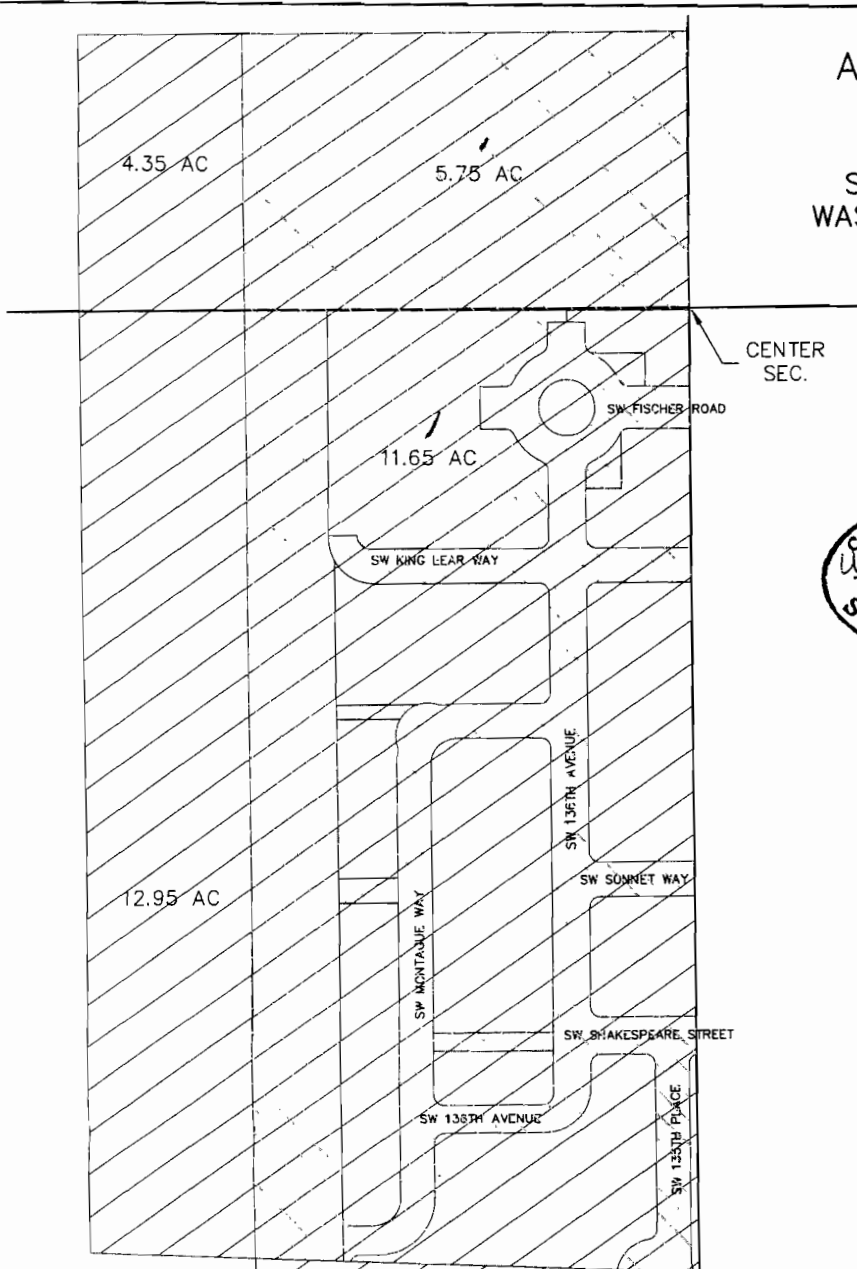 A
S
WAS
4.35 AC
5.75 AC
CENTER
SEC.
SW FISCHER ROAD
11.65 AC
SW KING LEAR WAY
SW 136TH AVENUE
SW SONNET WAY
12.95 AC
SW MONTAGUE WAY
SW SHAKESPEARE STREET
SW 136TH AVENUE
SW 135TH PLACE